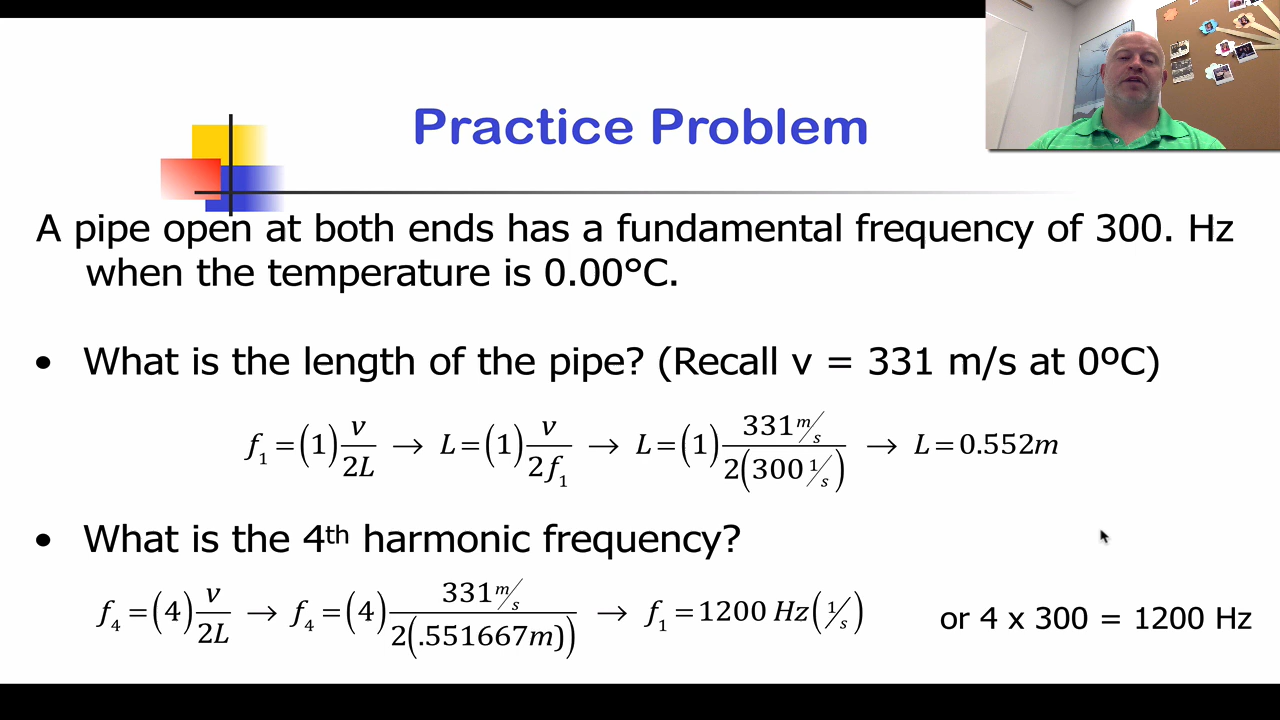 Practice Problem
A pipe open at both ends has a fundamental frequency of 300. Hz
when the temperature is 0.00°C.
• What is the length of the pipe? (Recall v = 331 m/s at 0ºC)
f₁ = (1) v/2L → L = (1) v/2f₁ → L = (1) 331 m/s / 2(300 1/s) → L = 0.552m
• What is the 4th harmonic frequency?
f₄ = (4) v/2L → f₄ = (4) 331 m/s / 2(.551667m)) → f₁ = 1200 Hz(1/s) or 4 x 300 = 1200 Hz